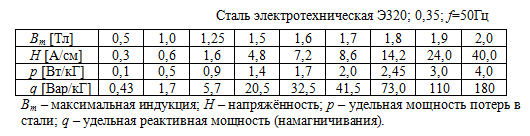 Сталь электротехническая Э320; 0,35; f=50Гц
Bm [Тл] 0,5 1,0 1,25 1,5 1,6 1,7 1,8 1,9 2,0
H [А/см] 0,3 0,6 1,6 4,8 7,2 8,6 14,2 24,0 40,0
p [Вт/кГ] 0,1 0,5 0,9 1,4 1,7 2,0 2,45 3,0 4,0
q [Вар/кГ] 0,43 1,7 5,7 20,5 32,5 41,5 73,0 110 180
Bm – максимальная индукция; H – напряжённость; p – удельная мощность потерь в
стали; q – удельная реактивная мощность (намагничивания).